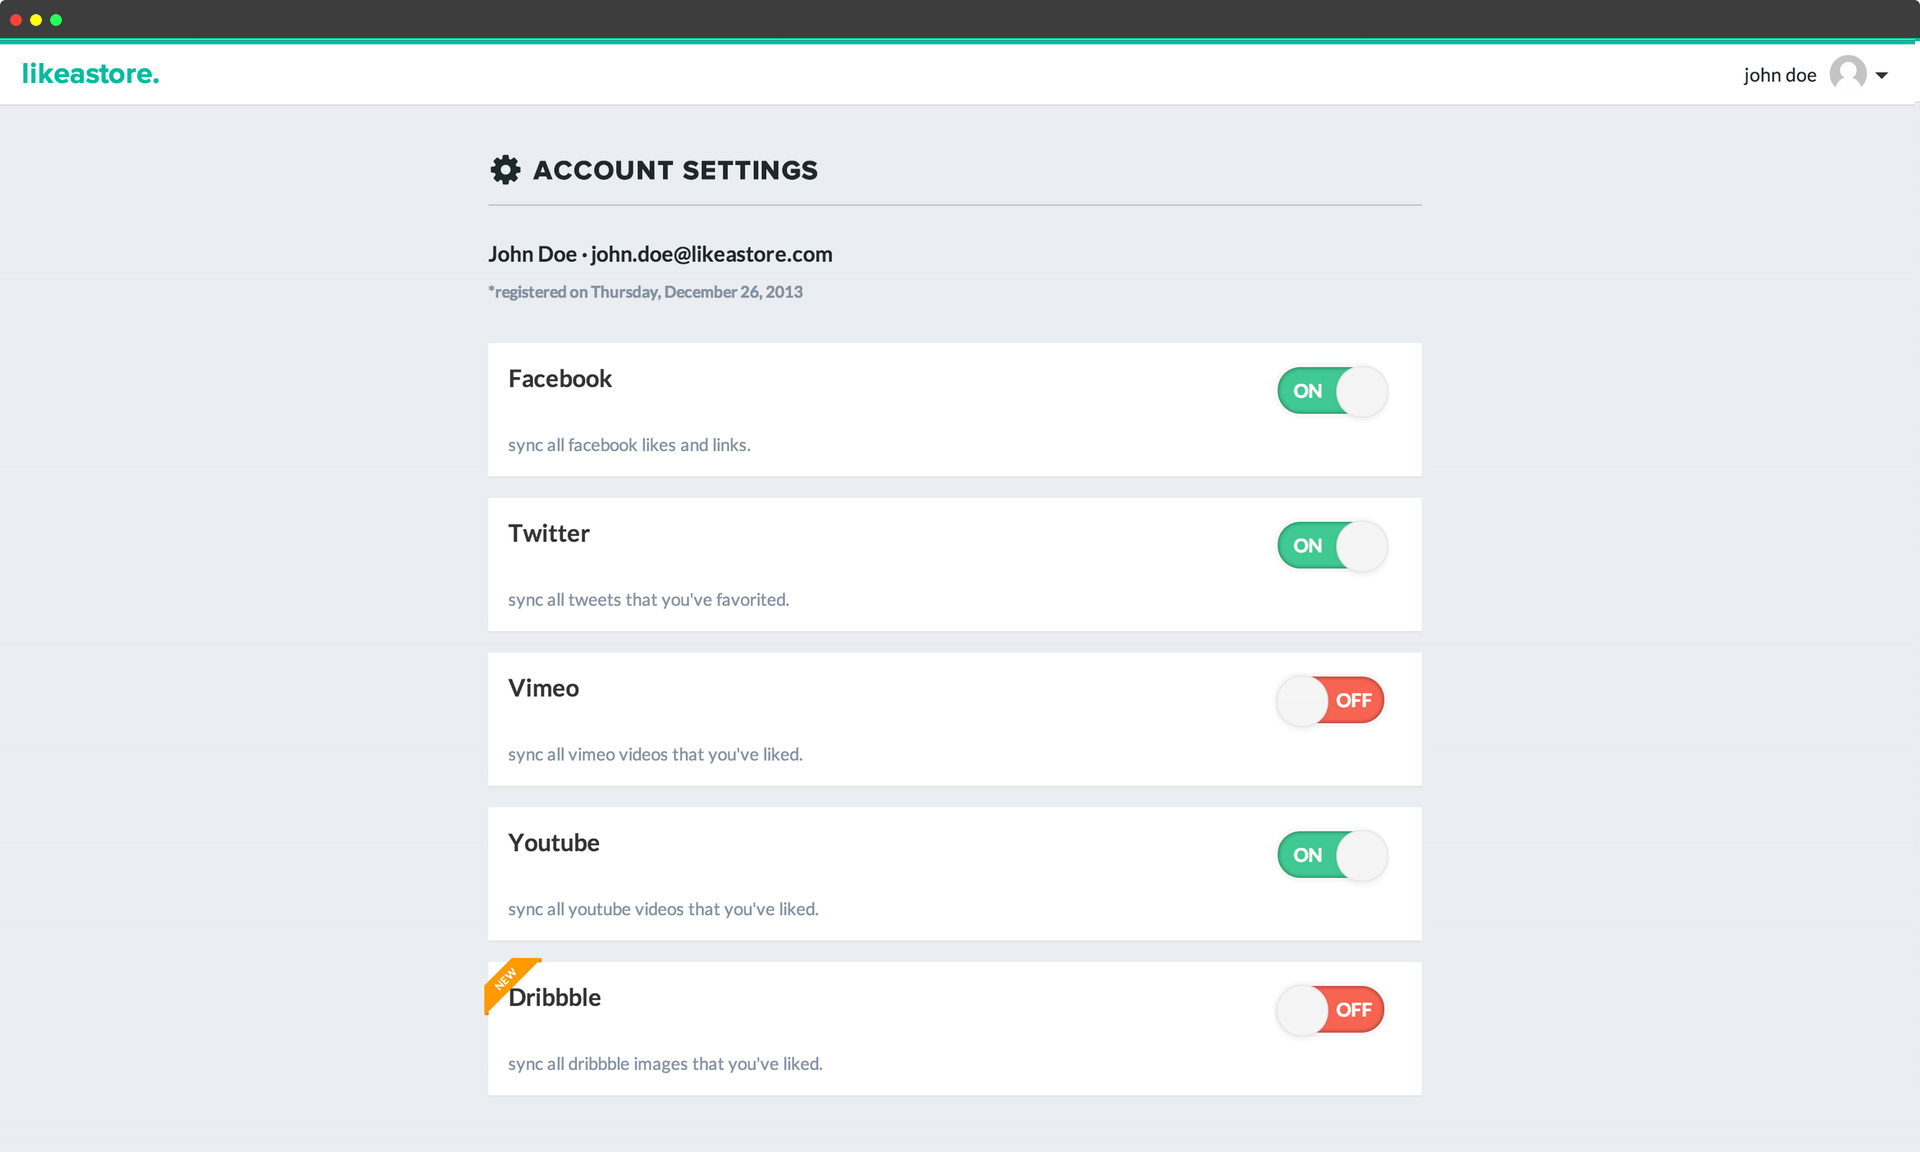 likeastore.
john doe
ACCOUNT SETTINGS
John Doe · john.doe@likeastore.com
*registered on Thursday, December 26, 2013
Facebook
ON
sync all facebook likes and links.
Twitter
ON
sync all tweets that you've favorited.
Vimeo
OFF
sync all vimeo videos that you've liked.
Youtube
ON
sync all youtube videos that you've liked.
NEW
Dribbble
OFF
sync all dribbble images that you've liked.